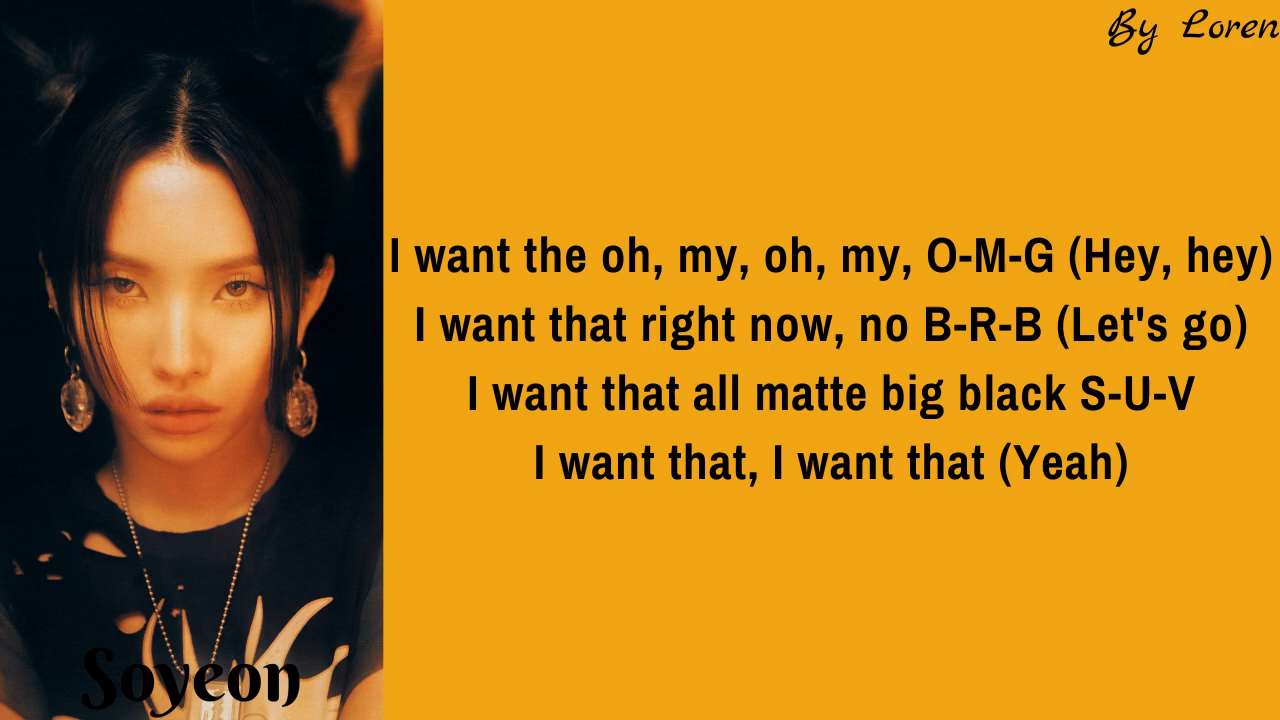 By Loren
I want the oh, my, oh, my, O-M-G (Hey, hey)
I want that right now, no B-R-B (Let's go)
I want that all matte big black S-U-V
I want that, I want that (Yeah)
Soyeon